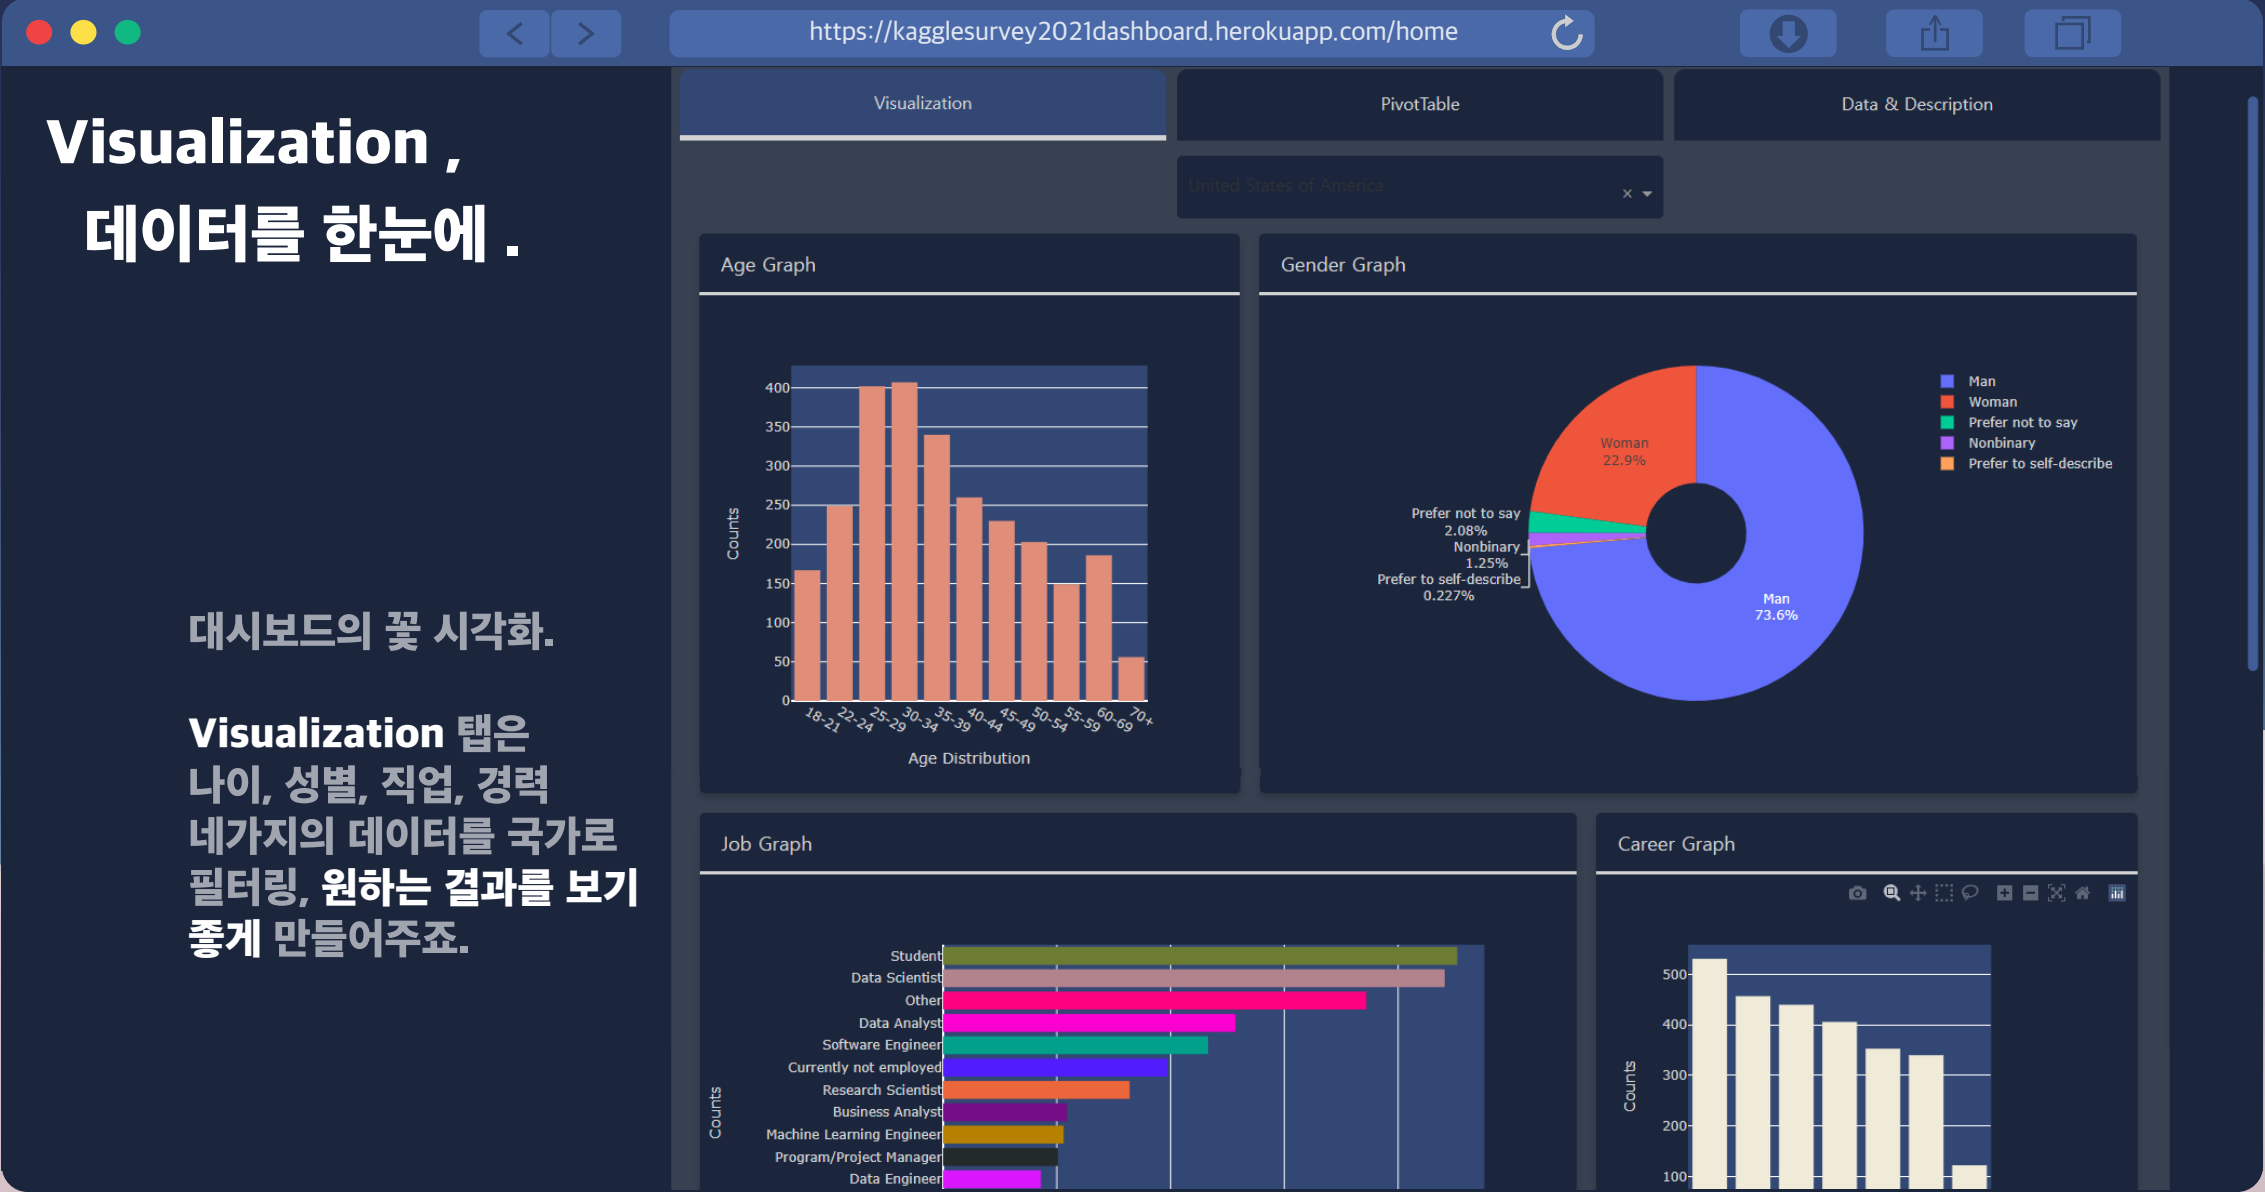 https://kagglesurvey2021dashboard.herokuapp.com/home
Visualization ,
데이터를 한눈에 .
대시보드의 꽃 시각화.
Visualization 탭은
나이, 성별, 직업, 경력
네가지의 데이터를 국가로
필터링, 원하는 결과를 보기
좋게 만들어주죠.
Visualization
PivotTable
Data & Description
United States of America
Age Graph
400
350
300
250
200
150
100
50
0
Counts
18-21
22-24
25-29
30-34
35-39
40-44
45-49
50-54
55-59
60-69
70+
Age Distribution
Gender Graph
Woman
22.9%
Prefer not to say
2.08%
Nonbinary
1.25%
Prefer to self-describe
0.227%
Man
73.6%
Man
Woman
Prefer not to say
Nonbinary
Prefer to self-describe
Job Graph
Counts
Student
Data Scientist
Other
Data Analyst
Software Engineer
Currently not employed
Research Scientist
Business Analyst
Machine Learning Engineer
Program/Project Manager
Data Engineer
Career Graph
Counts
500
400
300
200
100